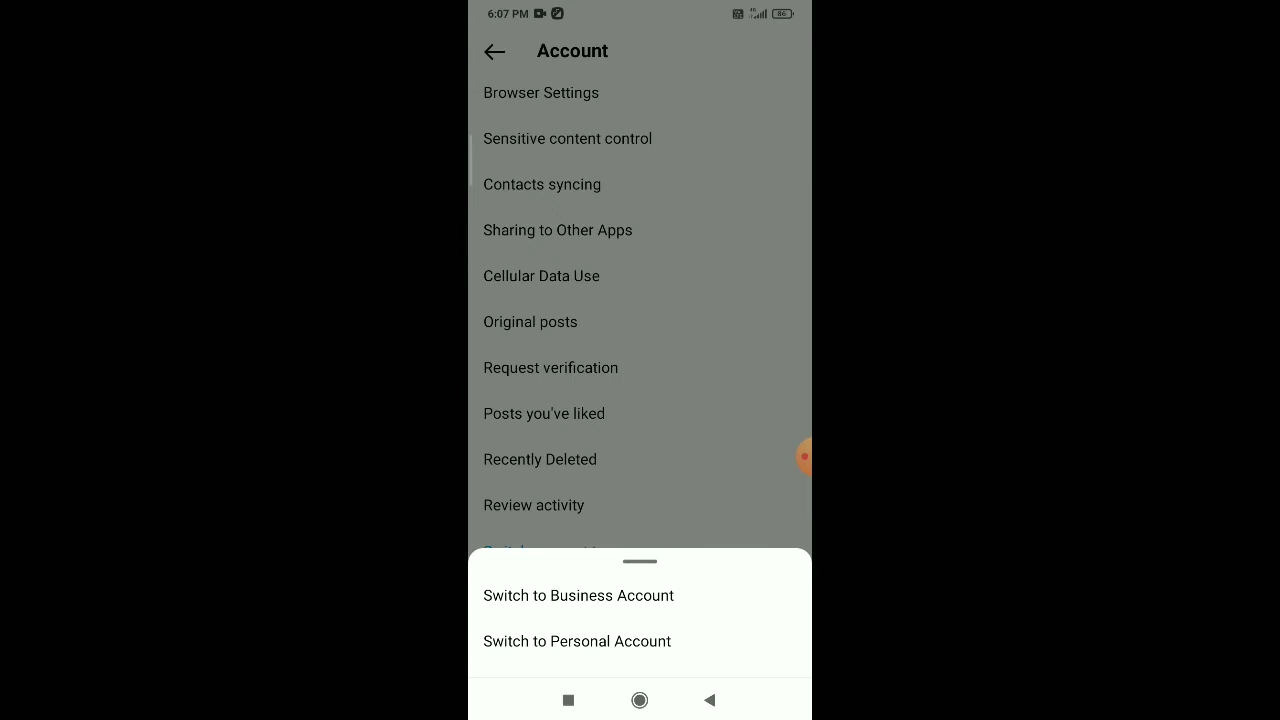 6:07 PM
4G
86
Account
Browser Settings
Sensitive content control
Contacts syncing
Sharing to Other Apps
Cellular Data Use
Original posts
Request verification
Posts you've liked
Recently Deleted
Review activity
Switch to Business Account
Switch to Personal Account